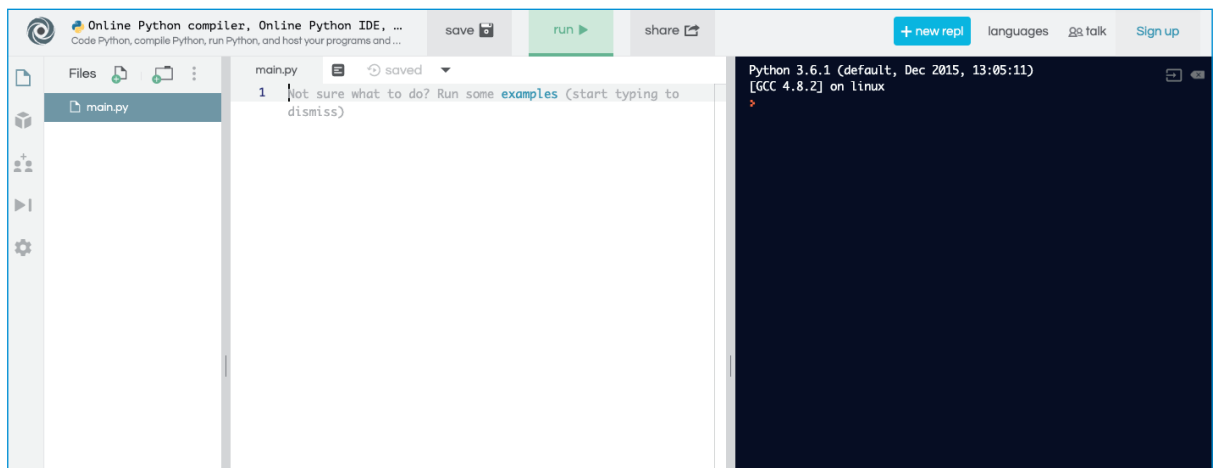 Online Python compiler, Online Python IDE, ...
Code Python, compile Python, run Python, and host your programs and ...
save
run
share
+ new repl
languages
talk
Sign up
Files
main.py
main.py
saved
1 Not sure what to do? Run some examples (start typing to
dismiss)
Python 3.6.1 (default, Dec 2015, 13:05:11)
[GCC 4.8.2] on linux